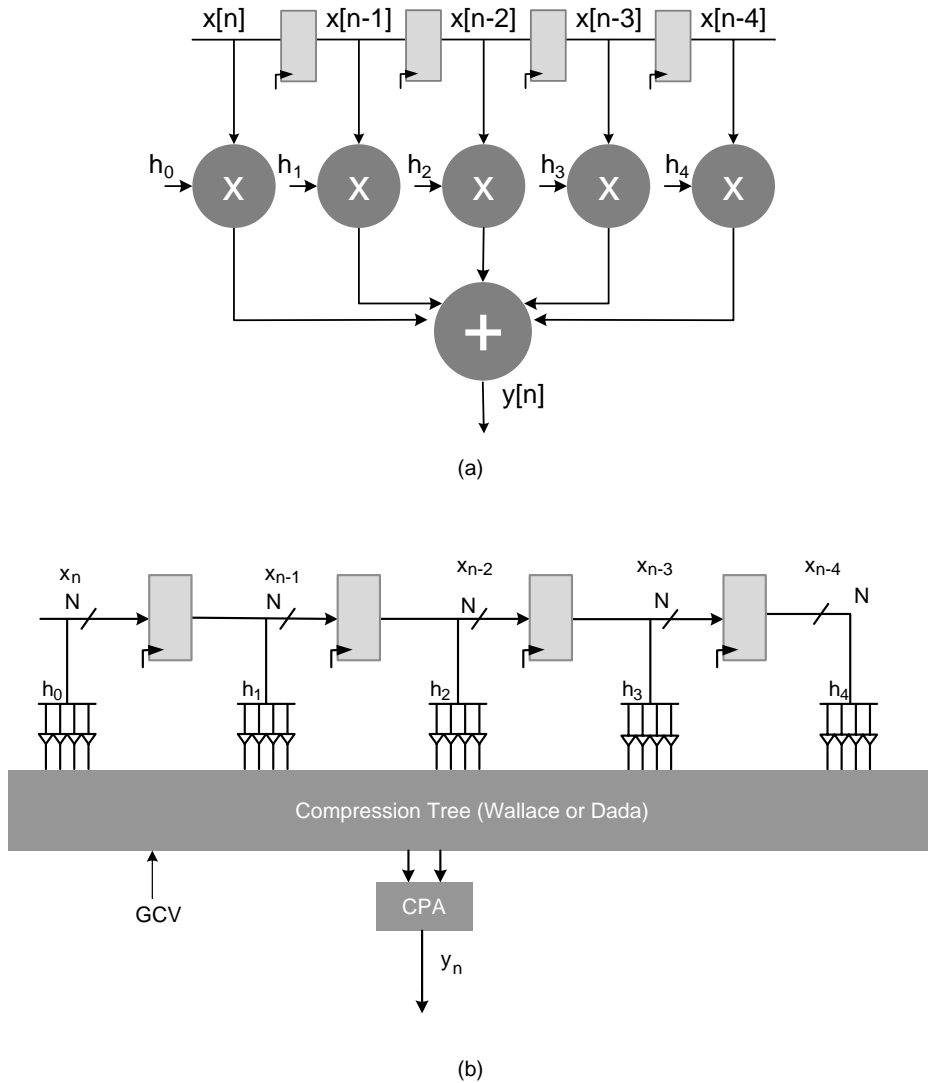 x[n] x[n-1] x[n-2] x[n-3] x[n-4]
h0 h1 h2 h3 h4
X X X X X
+
y[n]
(a)
xn xn-1 xn-2 xn-3 xn-4
N N N N N
h0 h1 h2 h3 h4
Compression Tree (Wallace or Dada)
GCV
CPA
yn
(b)